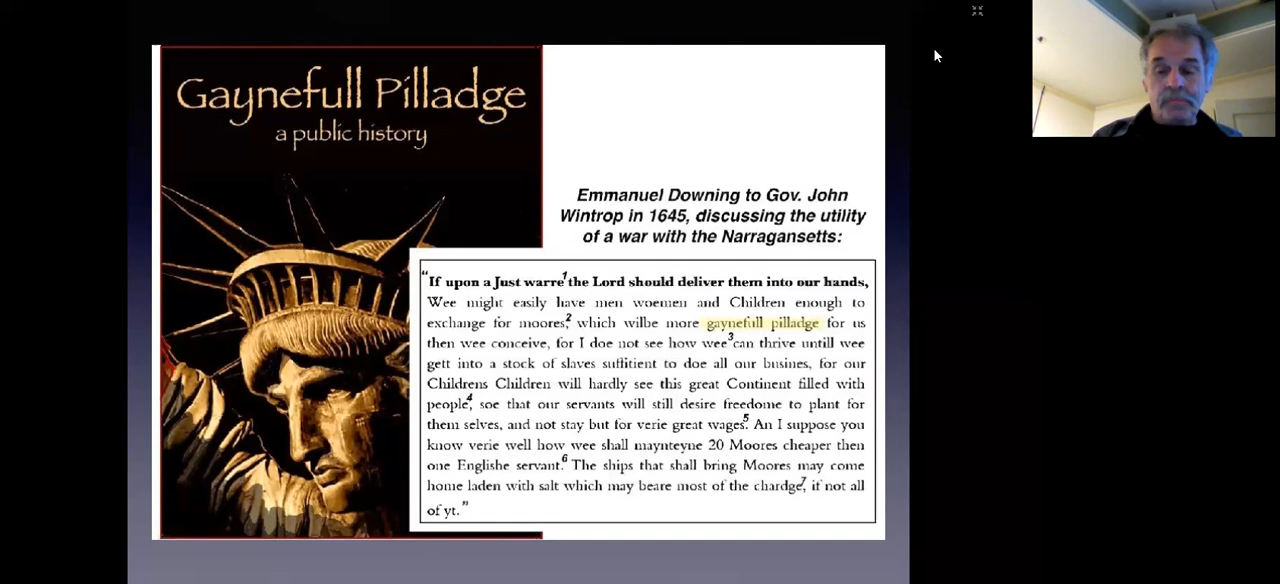 Gaynefull Pilladge
a public history
Emmanuel Downing to Gov. John
Wintrop in 1645, discussing the utility
of a war with the Narragansetts:
"If upon a Just warre¹ the Lord should deliver them into our hands,
Wee might easily have men woemen and Children enough to
exchange for moores,² which wilbe more gaynefull pilladge for us
then wee conceive, for I doe not see how wee³ can thrive untill wee
gett into a stock of slaves suffitient to doe all our busines, for our
Childrens Children will hardly see this great Continent filled with
people,⁴ soe that our servants will still desire freedome to plant for
them selves, and not stay but for verie great wages.⁵ An I suppose you
know verie well how wee shall maynteyne 20 Moores cheaper then
one Englishe servant.⁶ The ships that shall bring Moores may come
home laden with salt which may beare most of the chardge,⁷ if not all
of yt."